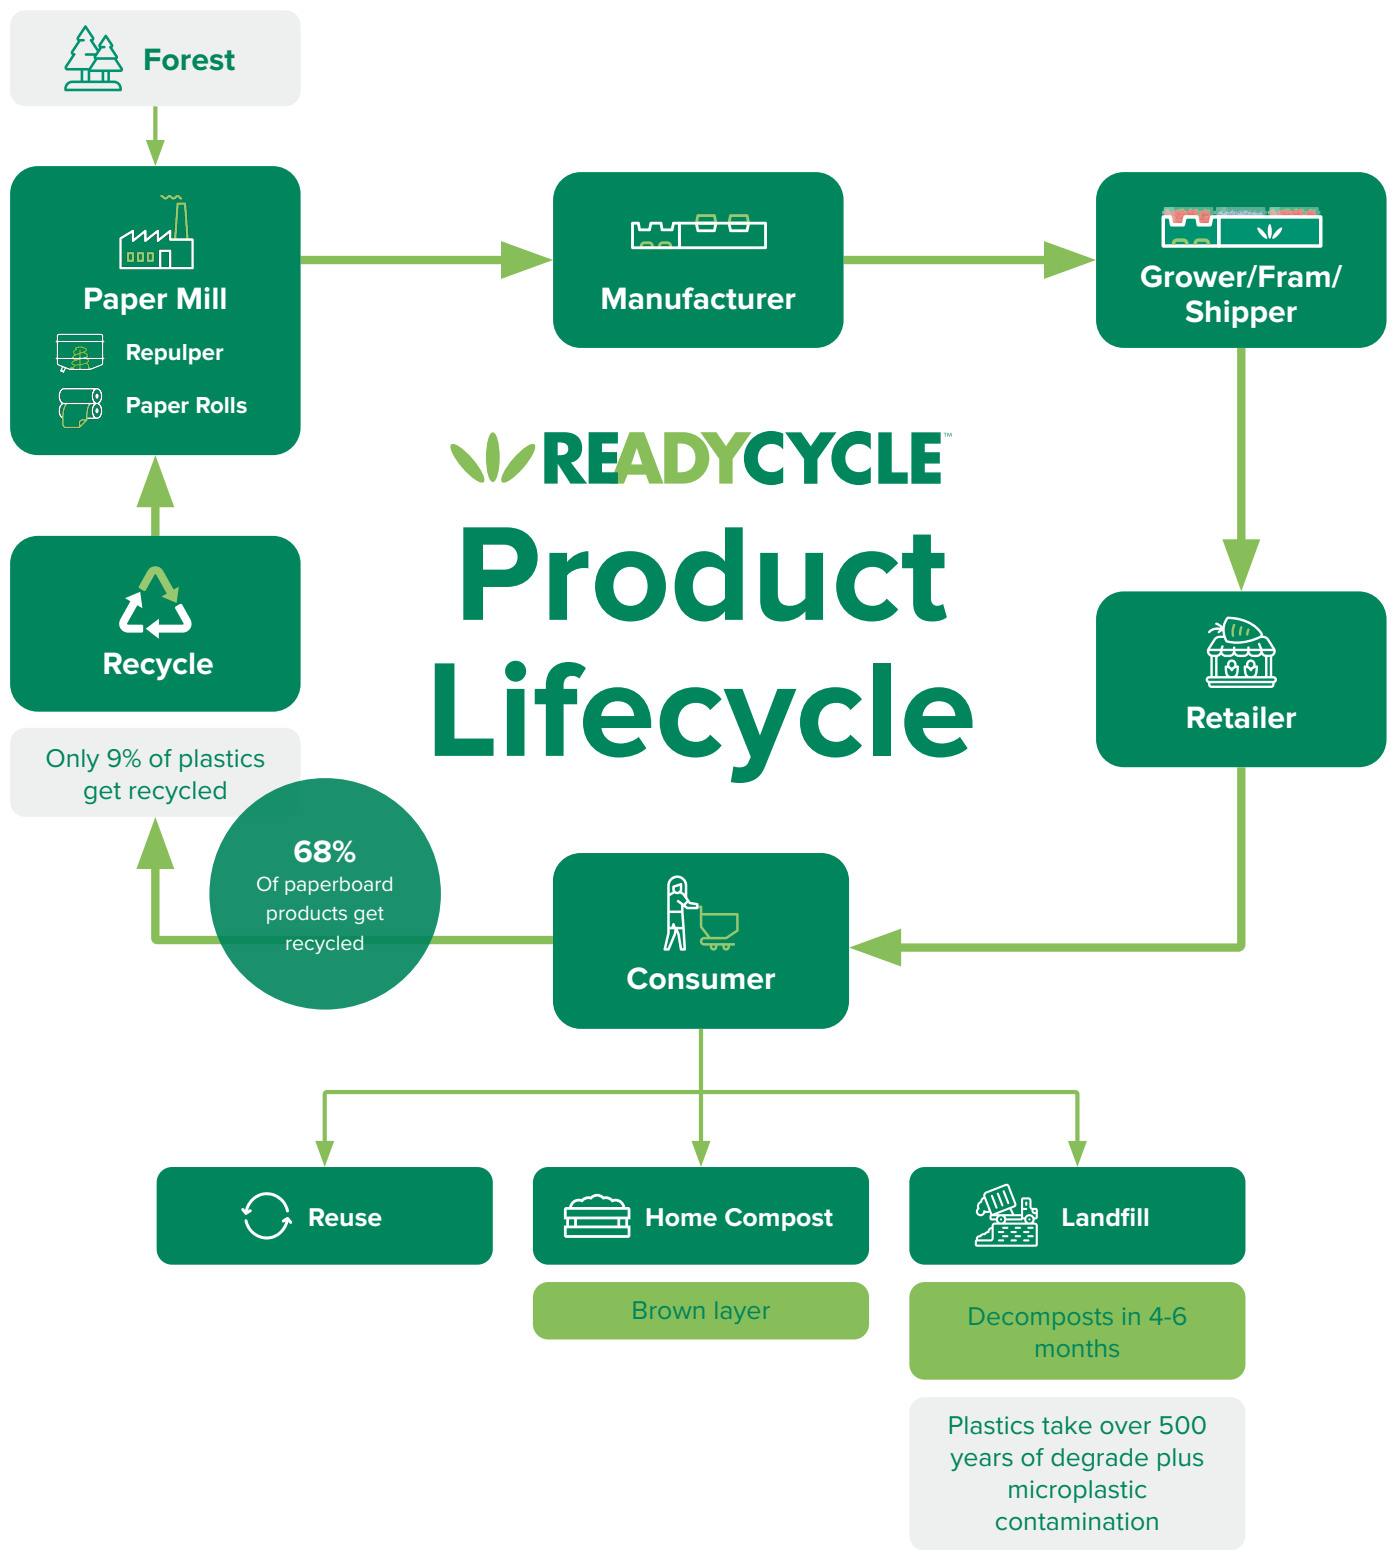 Forest
Paper Mill
Repulper
Paper Rolls
Manufacturer
Grower/Fram/
Shipper
READYCYCLE™
Product
Lifecycle
Recycle
Only 9% of plastics
get recycled
68%
Of paperboard
products get
recycled
Retailer
Consumer
Reuse
Home Compost
Landfill
Brown layer
Decomposts in 4-6
months
Plastics take over 500
years of degrade plus
microplastic
contamination